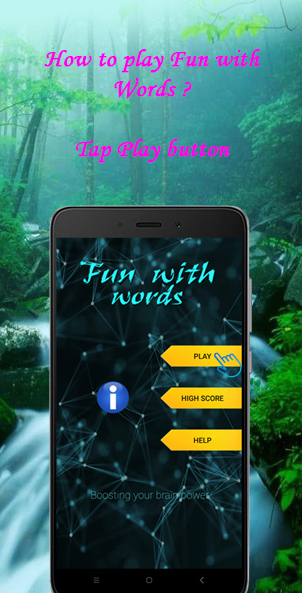 How to play Fun with
Words ?
Tap Play button
Fun with
words
PLAY
i
HIGH SCORE
HELP
Boosting your brain power